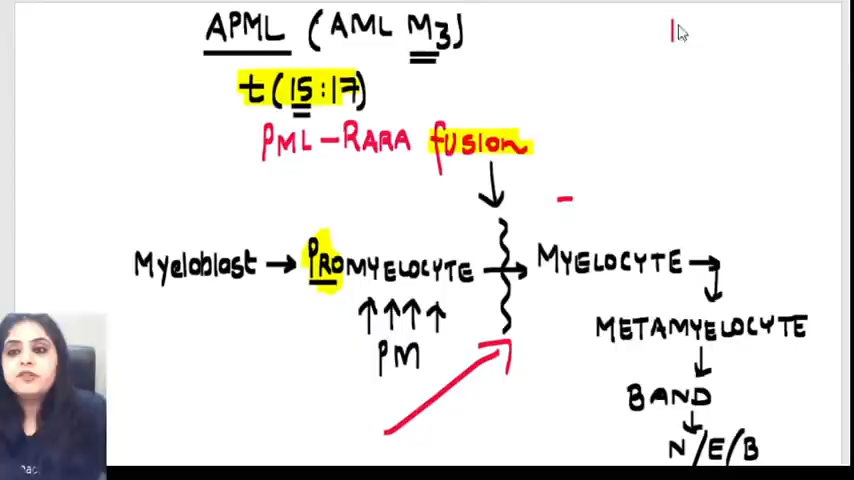 APML (AML M3)
t(15:17)
PML-RARA fusion
Myeloblast → PROMYELOCYTE → MYELOCYTE →
↑↑↑↑
PM
METAMYELOCYTE
BAND
N/E/B